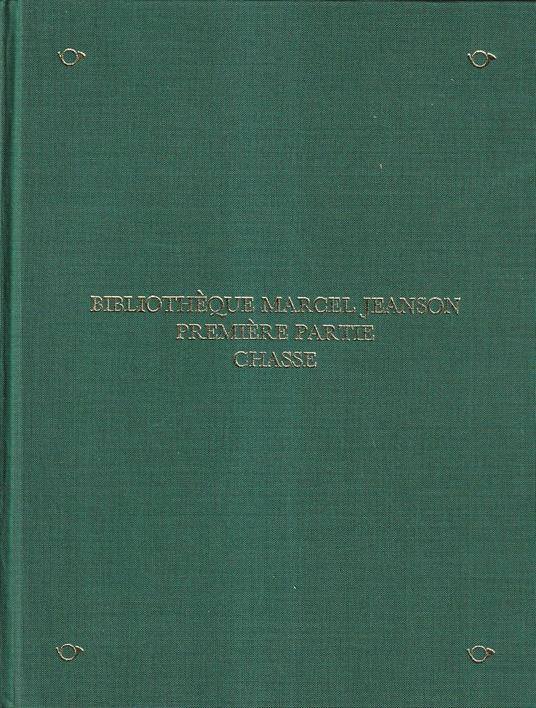 BIBLIOTHÈQUE MARCEL JEANSON
PREMIÈRE PARTIE
CHASSE